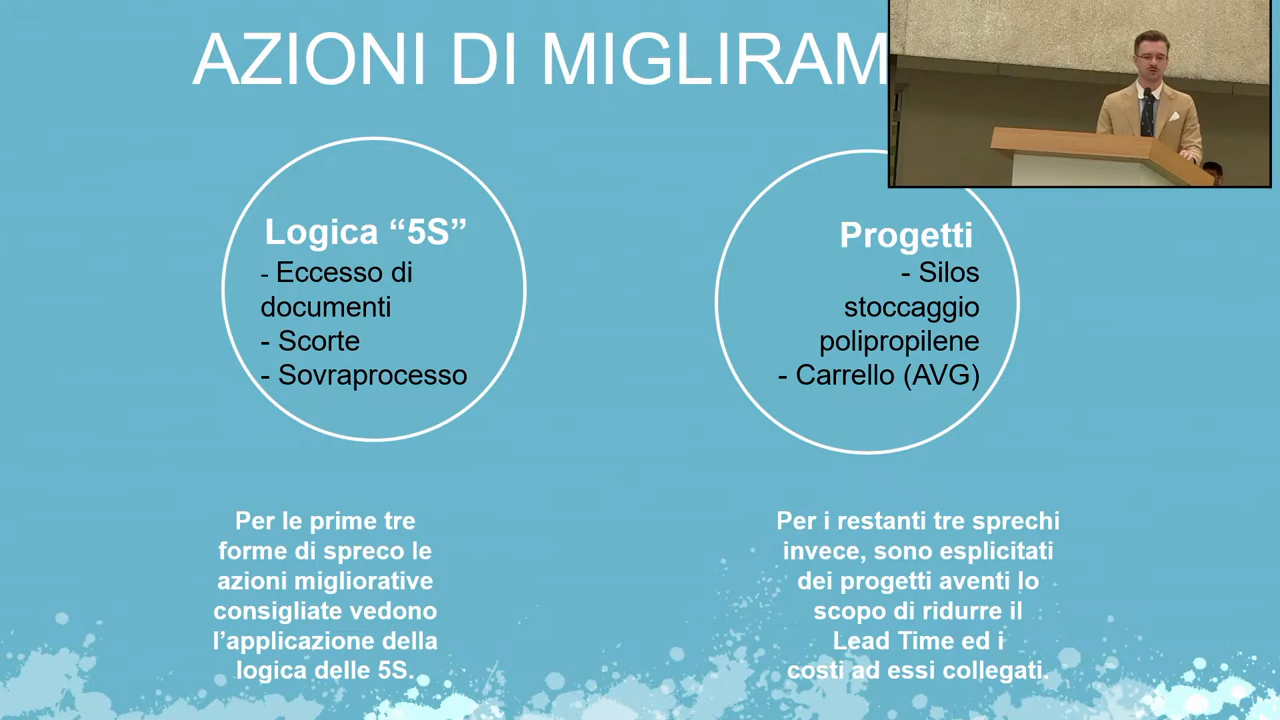 AZIONI DI MIGLIRAM
Logica “5S”
- Eccesso di
documenti
- Scorte
- Sovraprocesso
Progetti
- Silos
stoccaggio
polipropilene
- Carrello (AVG)
Per le prime tre
forme di spreco le
azioni migliorative
consigliate vedono
l’applicazione della
logica delle 5S.
Per i restanti tre sprechi
invece, sono esplicitati
dei progetti aventi lo
scopo di ridurre il
Lead Time ed i
costi ad essi collegati.